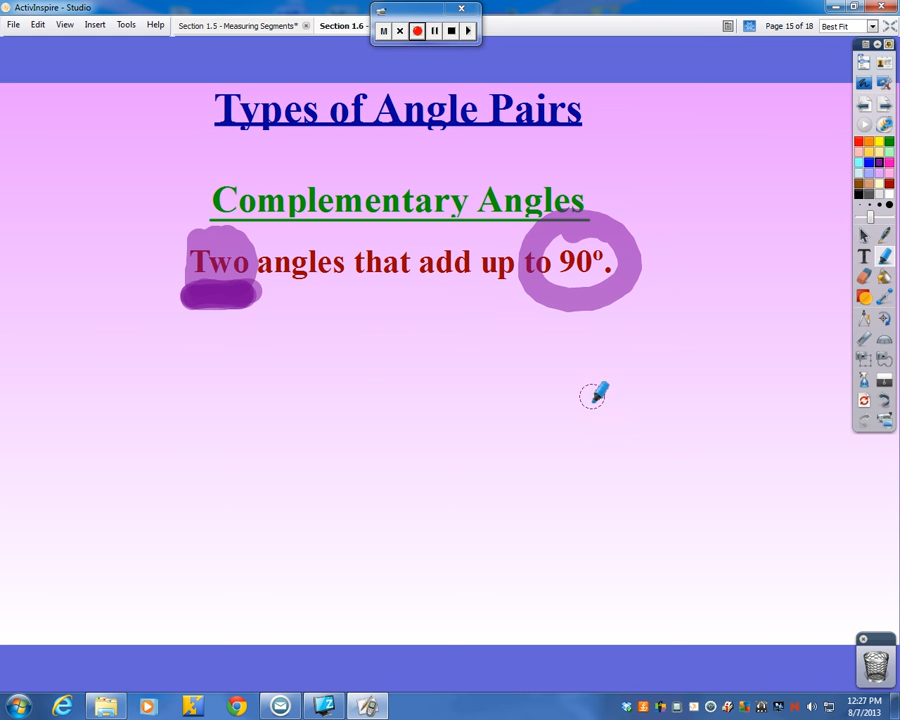 ActivInspire - Studio
File Edit View Insert Tools Help
Section 1.5 - Measuring Segments*
Section 1.6 -
M
Page 15 of 18
Best Fit
Types of Angle Pairs
Complementary Angles
Two angles that add up to 90º.
T
12:27 PM
8/7/2013